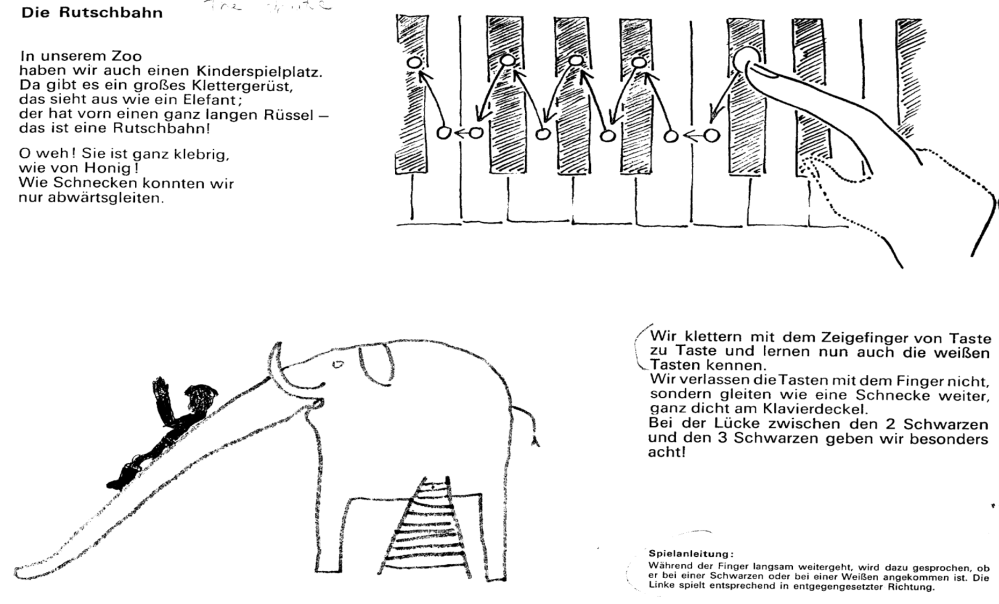 Die Rutschbahn
The
In unserem Zoo
haben wir auch einen Kinderspielplatz.
Da gibt es ein großes Klettergerüst,
das sieht aus wie ein Elefant;
der hat vorn einen ganz langen Rüssel –
das ist eine Rutschbahn!
O weh! Sie ist ganz klebrig,
wie von Honig!
Wie Schnecken konnten wir
nur abwärtsgleiten.
Wir klettern mit dem Zeigefinger von Taste
zu Taste und lernen nun auch die weißen
Tasten kennen.
Wir verlassen die Tasten mit dem Finger nicht,
sondern gleiten wie eine Schnecke weiter,
ganz dicht am Klavierdeckel.
Bei der Lücke zwischen den 2 Schwarzen
und den 3 Schwarzen geben wir besonders
acht!
Spielanleitung:
Während der Finger langsam weitergeht, wird dazu gesprochen, ob
er bei einer Schwarzen oder bei einer Weißen angekommen ist. Die
Linke spielt entsprechend in entgegengesetzter Richtung.